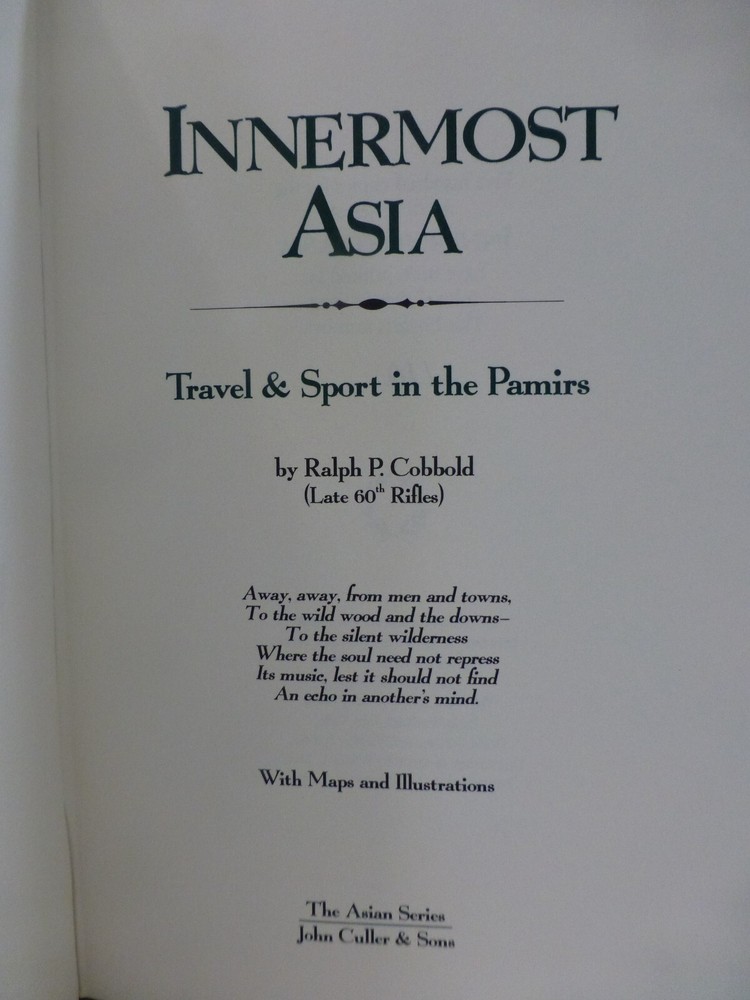 INNERMOST
ASIA
Travel & Sport in the Pamirs
by Ralph P. Cobbold
(Late 60th Rifles)
Away, away, from men and towns,
To the wild wood and the downs—
To the silent wilderness
Where the soul need not repress
Its music, lest it should not find
An echo in another's mind.
With Maps and Illustrations
The Asian Series
John Culler & Sons